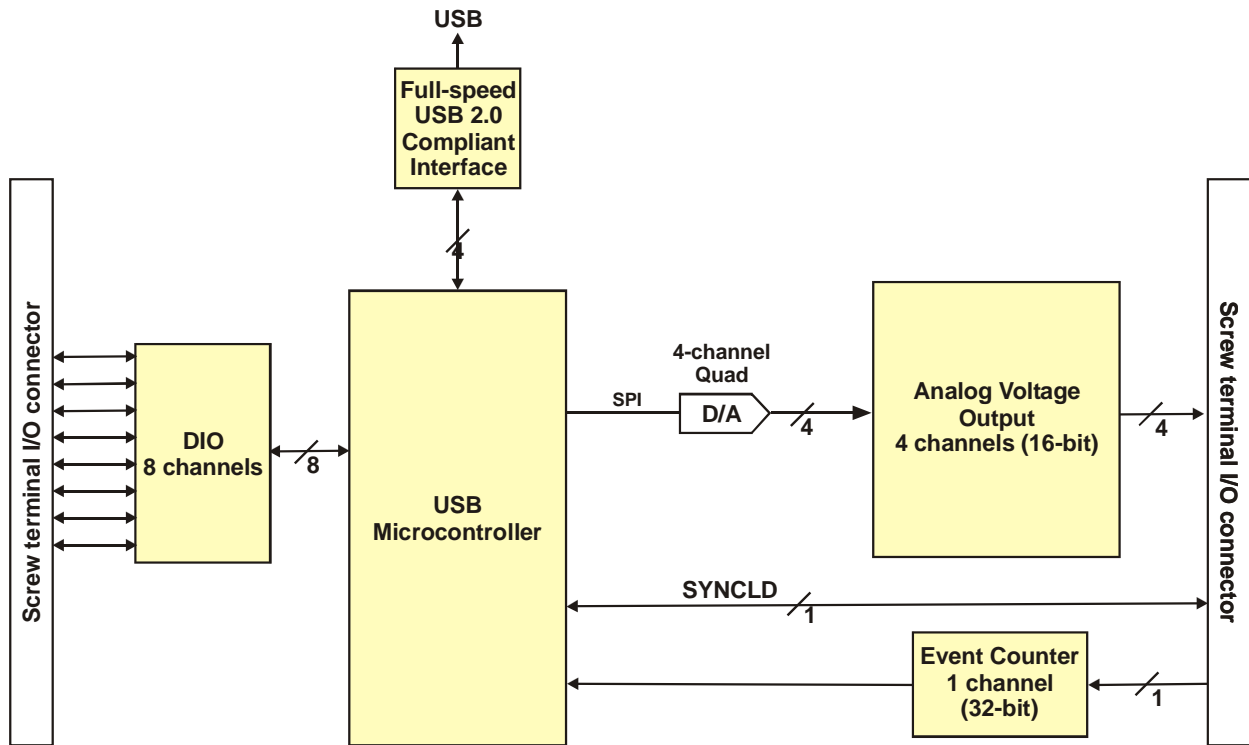 USB
Full-speed
USB 2.0
Compliant
Interface
4
Screw terminal I/O connector
DIO
8 channels
8
USB
Microcontroller
SPI
4-channel
Quad
D/A
4
Analog Voltage
Output
4 channels (16-bit)
4
Screw terminal I/O connector
SYNCLD
1
Event Counter
1 channel
(32-bit)
1